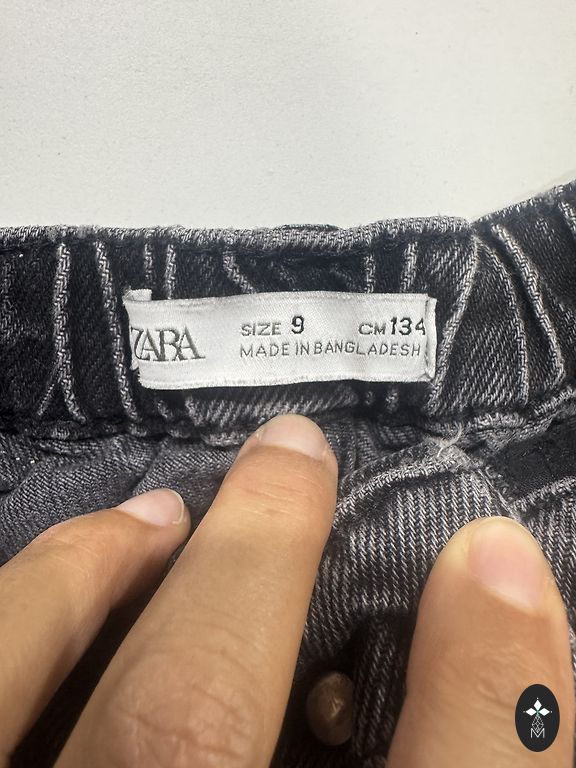 ZARA
SIZE 9 CM 134
MADE IN BANGLADESH
M